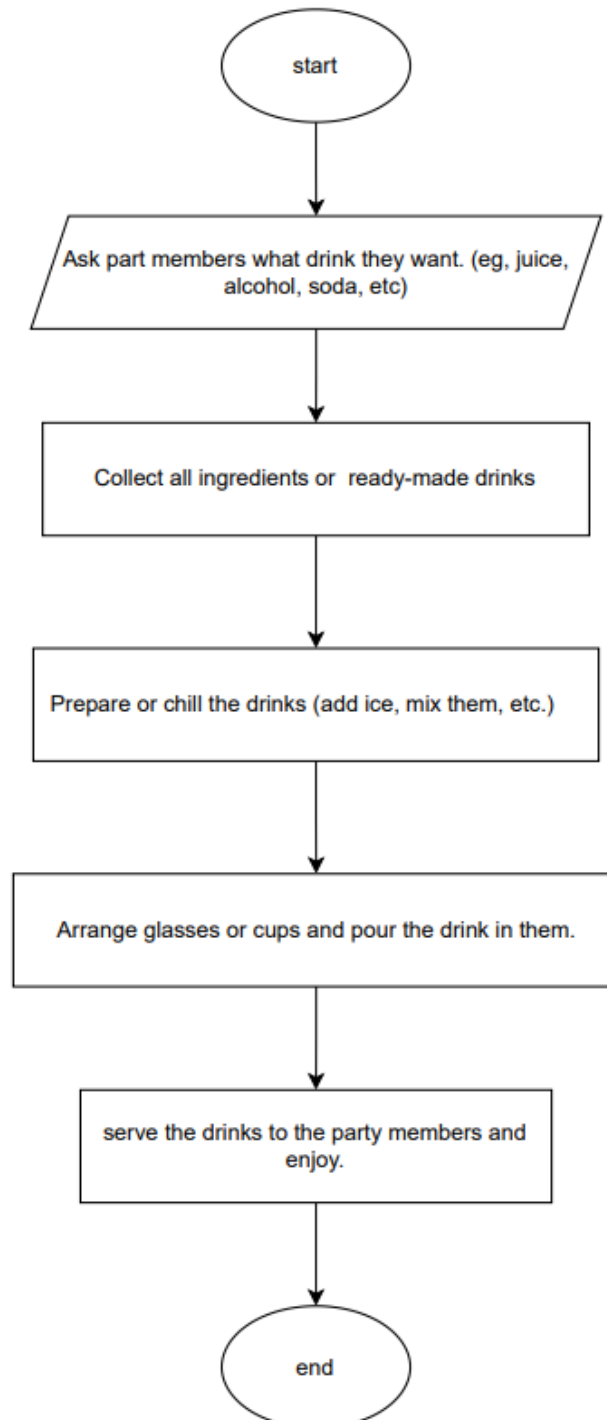 start
Ask part members what drink they want. (eg, juice,
alcohol, soda, etc)
Collect all ingredients or  ready-made drinks
Prepare or chill the drinks (add ice, mix them, etc.)
Arrange glasses or cups and pour the drink in them.
serve the drinks to the party members and
enjoy.
end